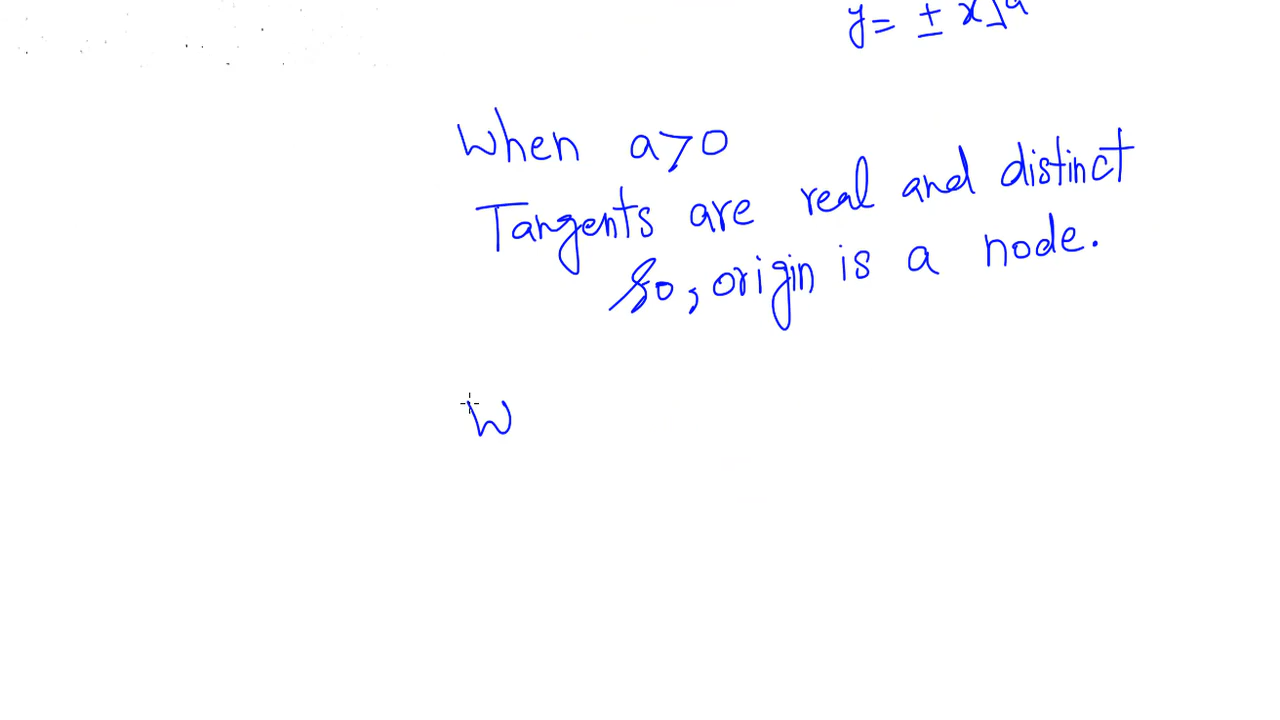 y = ± x√a
When a>0
Tangents are real and distinct
So, origin is a node.
W